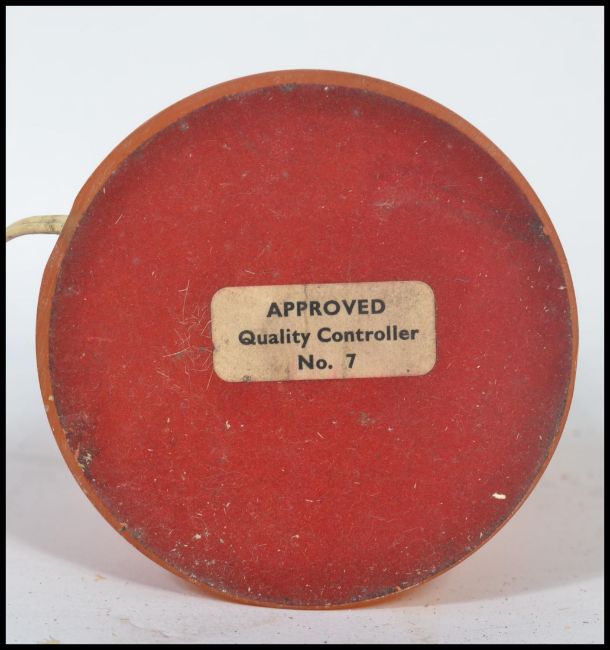 APPROVED
Quality Controller
No. 7